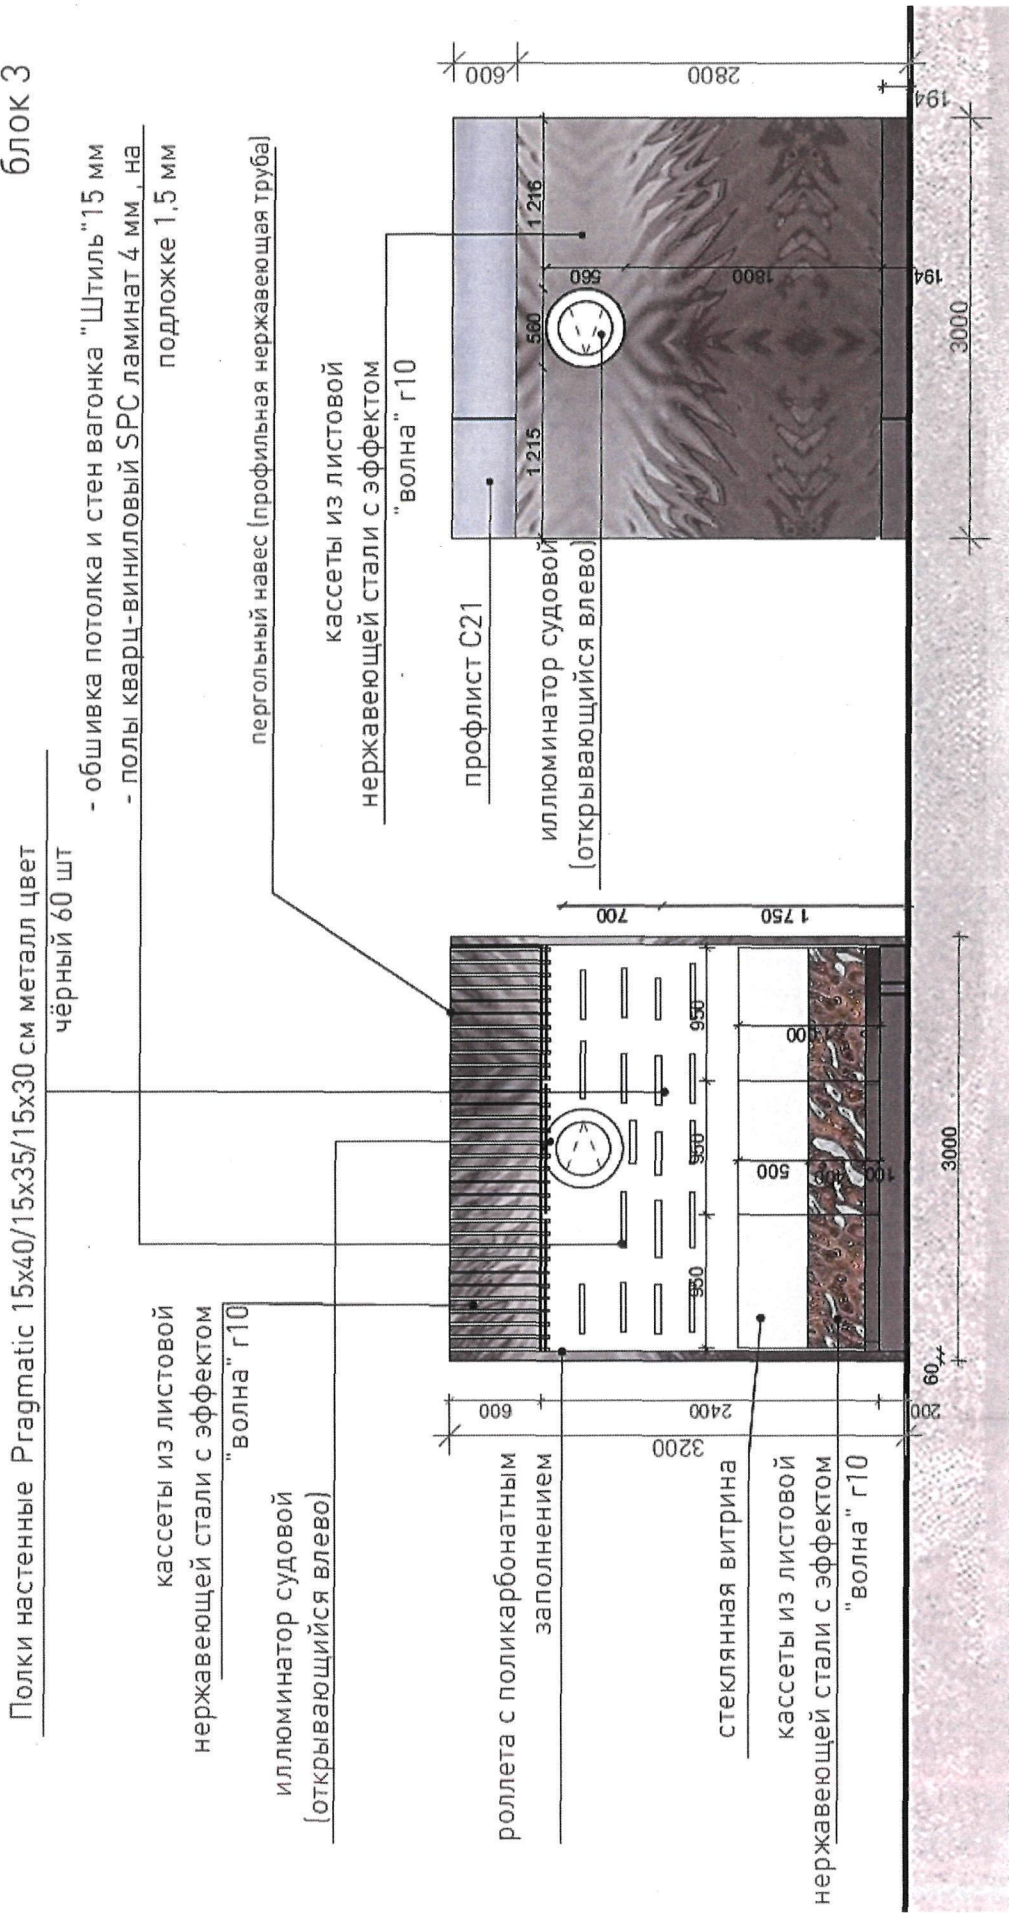 блок 3
Полки настенные Pragmatic 15х40/15х35/15х30 см металл цвет
чёрный 60 шт
- обшивка потолка и стен вагонка "Штиль"15 мм
- полы кварц-виниловый SPC ламинат 4 мм, на
подложке 1,5 мм
пергольный навес (профильная нержавеющая труба)
кассеты из листовой
нержавеющей стали с эффектом
"волна" г10
иллюминатор судовой
(открывающийся влево)
роллета с поликарбонатным
заполнением
стеклянная витрина
кассеты из листовой
нержавеющей стали с эффектом
"волна" г10
600
2400
3200
200
60
3000
950
950
950
500
400
100
700
1 750
кассеты из листовой
нержавеющей стали с эффектом
"волна" г10
профлист С21
иллюминатор судовой
(открывающийся влево)
1 215
560
1 216
560
1800
194
600
2800
194
3000